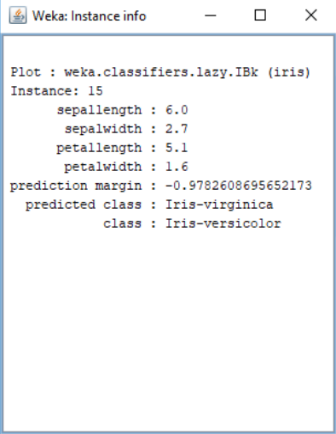 Weka: Instance info
Plot : weka.classifiers.lazy.IBk (iris)
Instance: 15
sepallength : 6.0
sepalwidth : 2.7
petallength : 5.1
petalwidth : 1.6
prediction margin : -0.9782608695652173
predicted class : Iris-virginica
class : Iris-versicolor